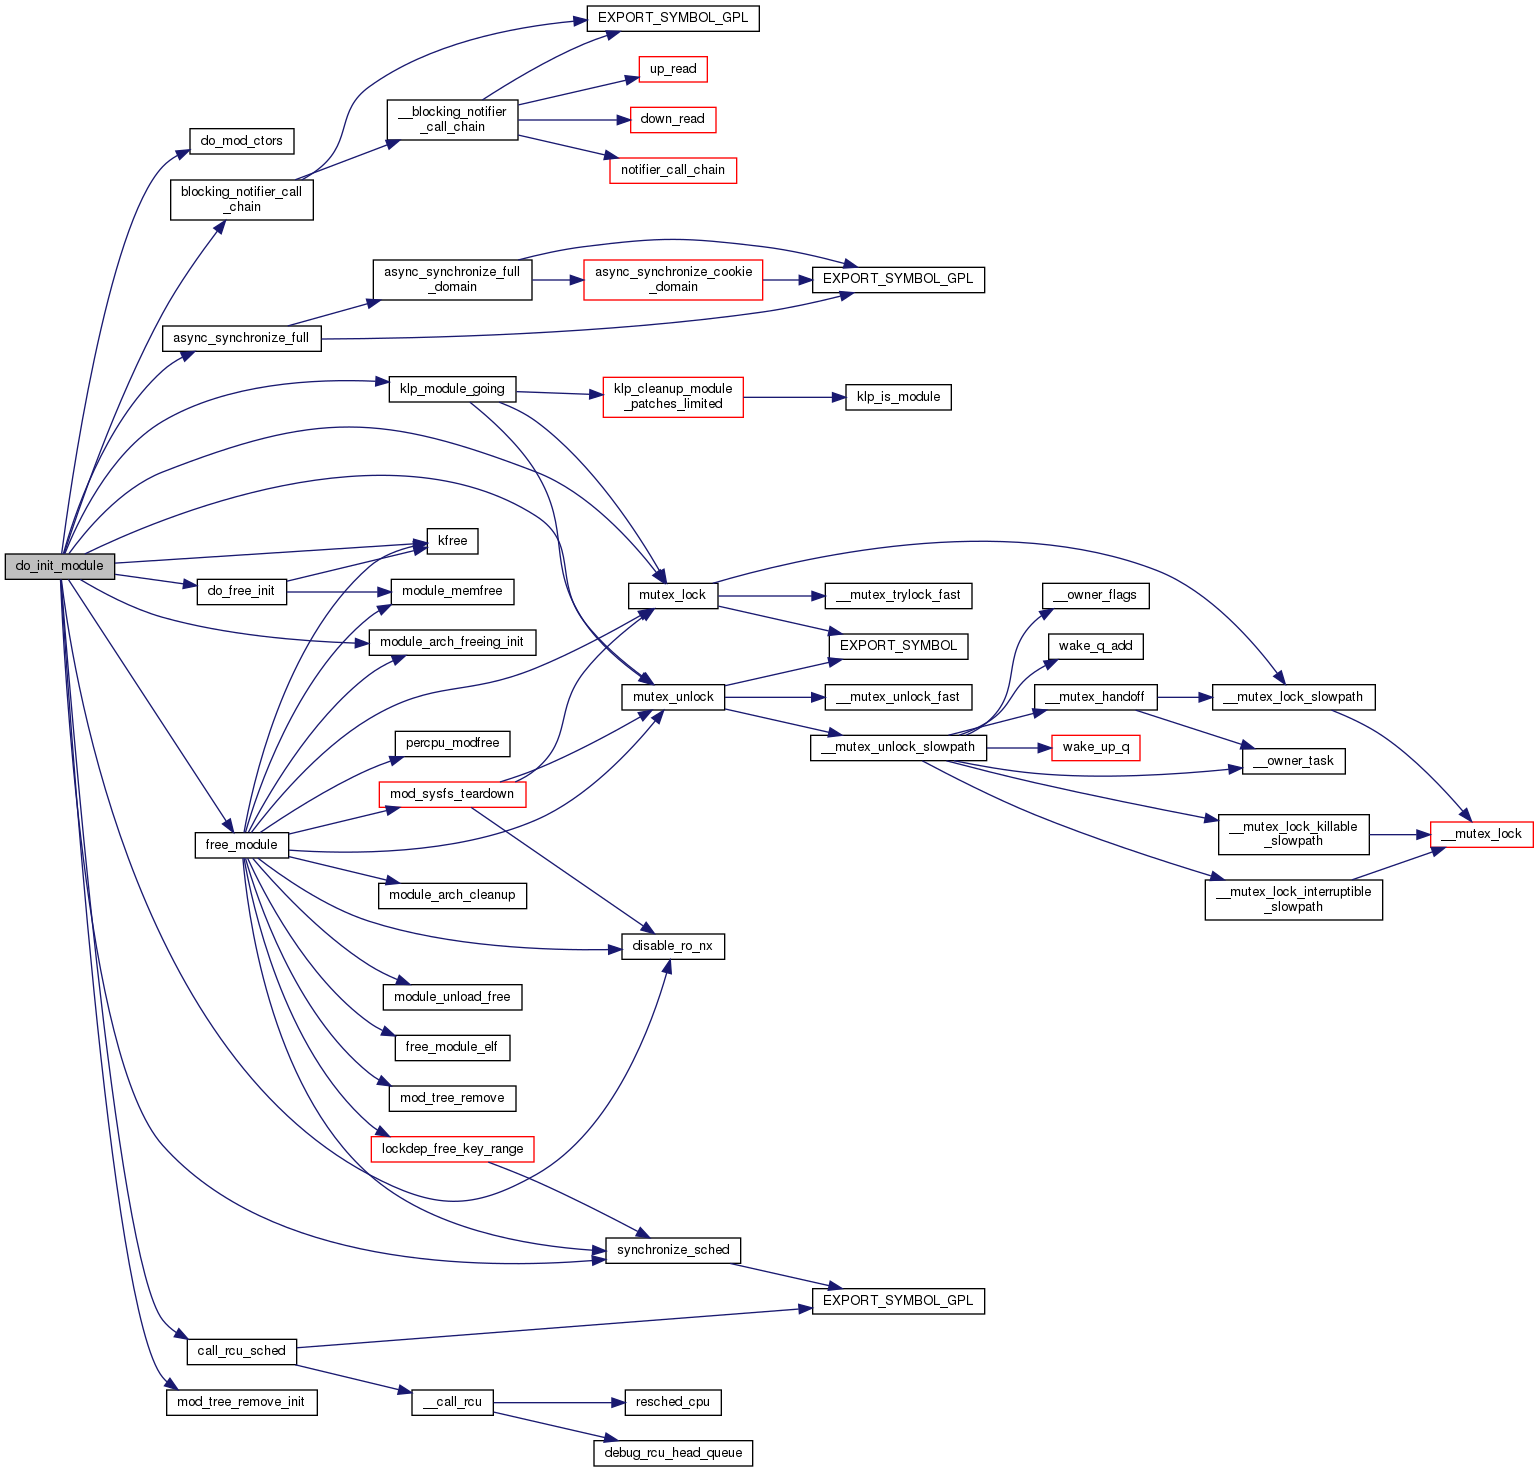 EXPORT_SYMBOL_GPL
up_read
__blocking_notifier
_call_chain
down_read
do_mod_ctors
notifier_call_chain
blocking_notifier_call
_chain
async_synchronize_full
_domain
async_synchronize_cookie
_domain
EXPORT_SYMBOL_GPL
async_synchronize_full
klp_module_going
klp_cleanup_module
_patches_limited
klp_is_module
kfree
do_init_module
do_free_init
module_memfree
mutex_lock
__mutex_trylock_fast
__owner_flags
module_arch_freeing_init
EXPORT_SYMBOL
wake_q_add
mutex_unlock
__mutex_unlock_fast
__mutex_handoff
__mutex_lock_slowpath
percpu_modfree
__mutex_unlock_slowpath
wake_up_q
__owner_task
mod_sysfs_teardown
free_module
__mutex_lock_killable
_slowpath
__mutex_lock
module_arch_cleanup
__mutex_lock_interruptible
_slowpath
disable_ro_nx
module_unload_free
free_module_elf
mod_tree_remove
lockdep_free_key_range
synchronize_sched
EXPORT_SYMBOL_GPL
call_rcu_sched
mod_tree_remove_init
__call_rcu
resched_cpu
debug_rcu_head_queue